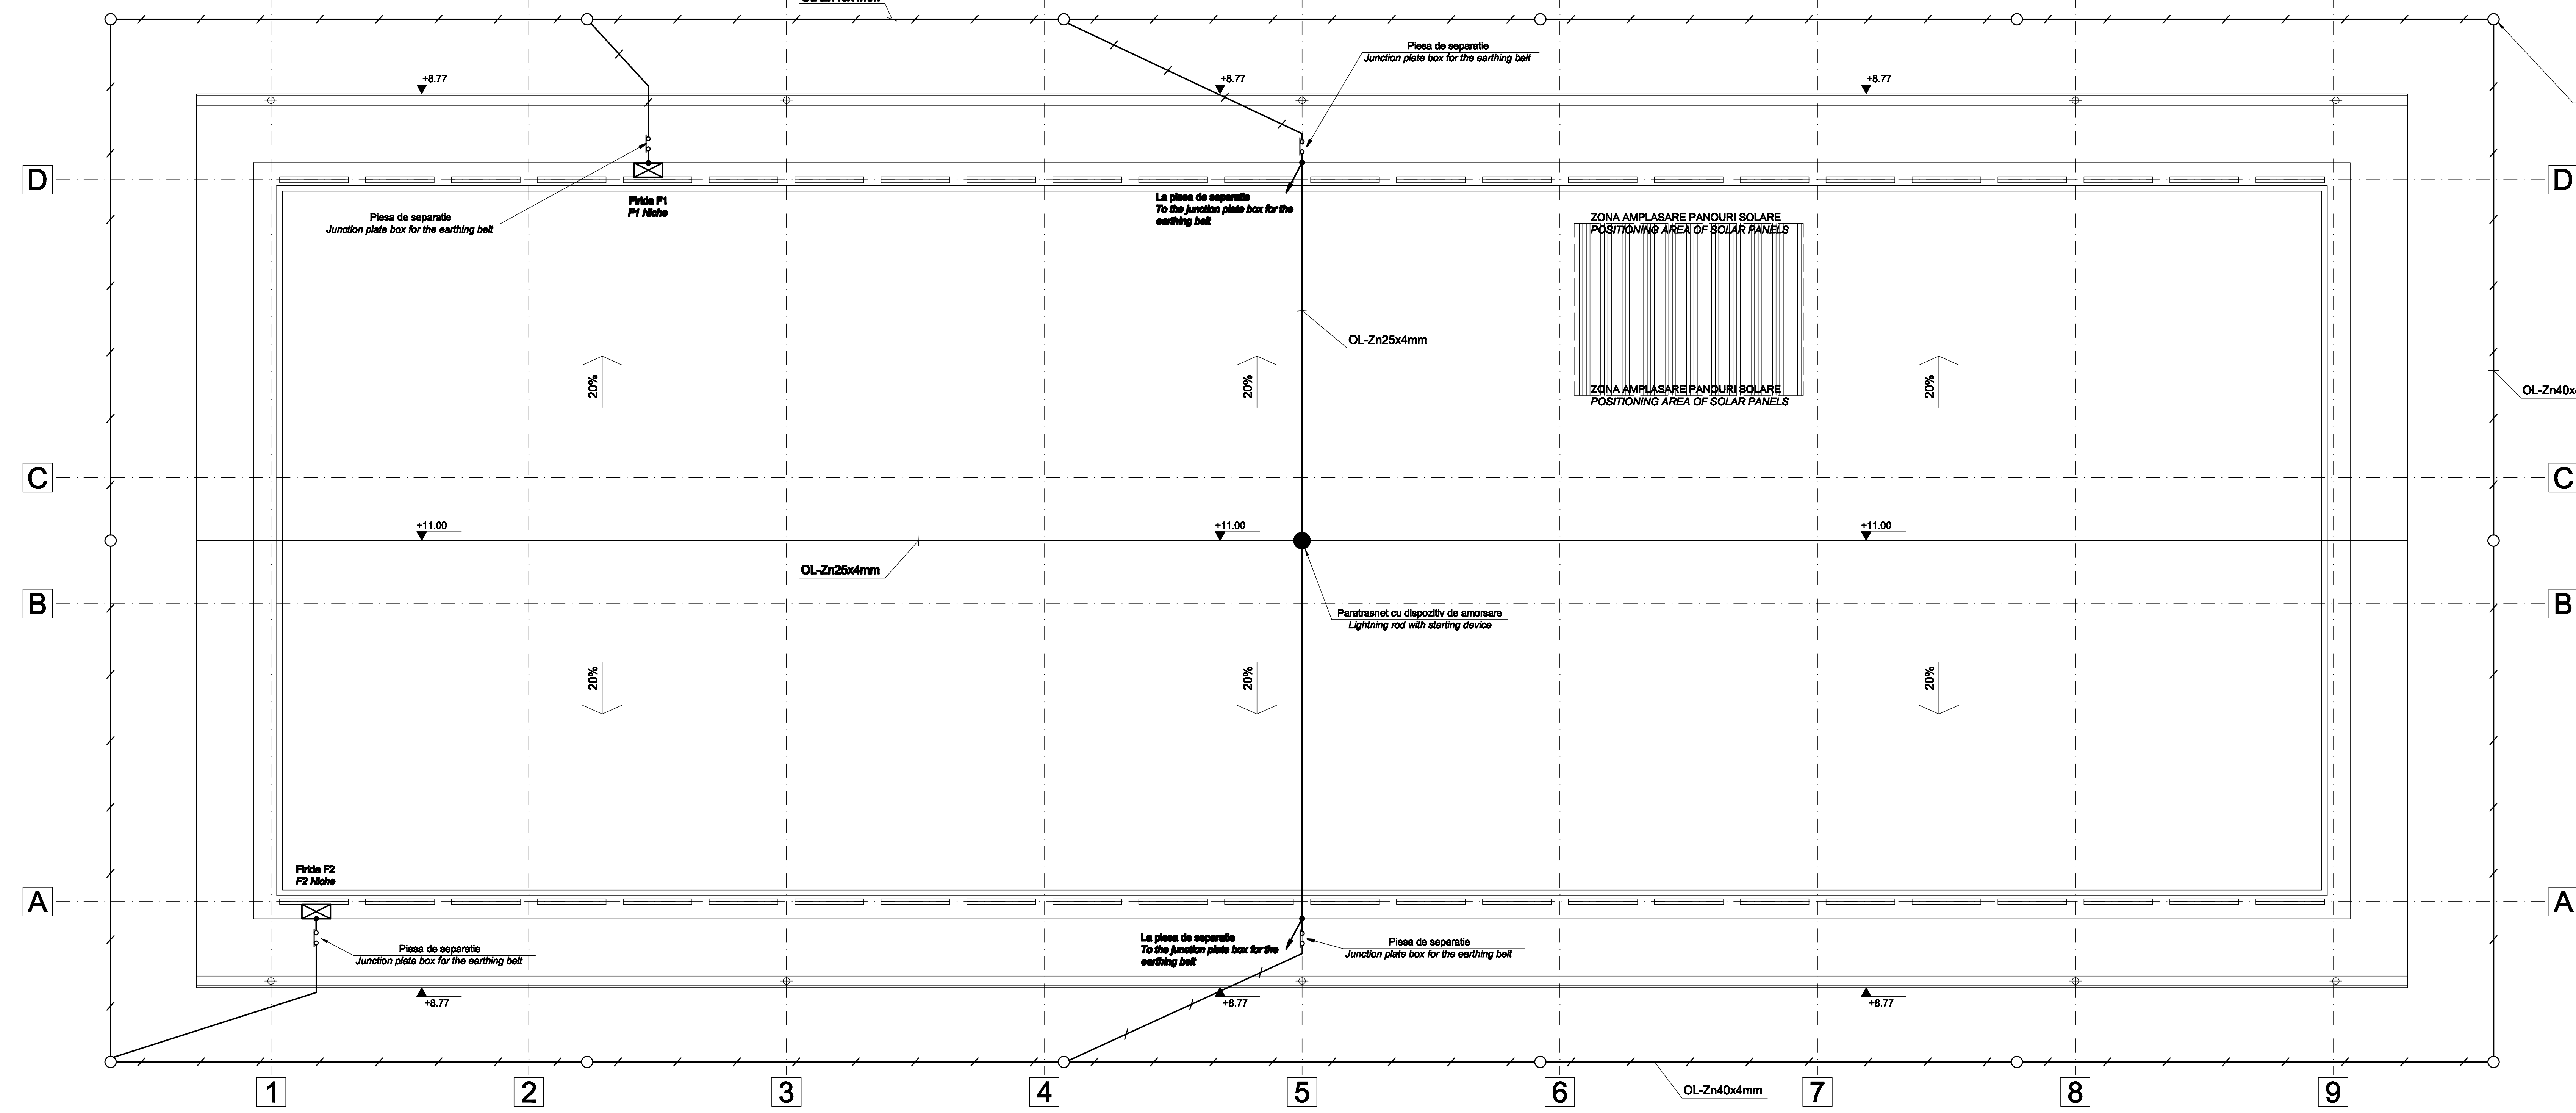 Piesa de separatie
Junction plate box for the earthing belt
+8.77
+8.77
+8.77
D
D
Firida F1
F1 Niche
Piesa de separatie
Junction plate box for the earthing belt
La piesa de separatie
To the junction plate box for the
earthing belt
ZONA AMPLASARE PANOURI SOLARE
POSITIONING AREA OF SOLAR PANELS
OL-Zn25x4mm
20%
20%
20%
ZONA AMPLASARE PANOURI SOLARE
POSITIONING AREA OF SOLAR PANELS
OL-Zn40x
C
C
+11.00
+11.00
+11.00
OL-Zn25x4mm
B
B
Paratrasnet cu dispozitiv de amorsare
Lightning rod with starting device
20%
20%
20%
Firida F2
F2 Niche
A
A
Piesa de separatie
Junction plate box for the earthing belt
La piesa de separatie
To the junction plate box for the
earthing belt
Piesa de separatie
Junction plate box for the earthing belt
+8.77
+8.77
+8.77
OL-Zn40x4mm
1
2
3
4
5
6
7
8
9